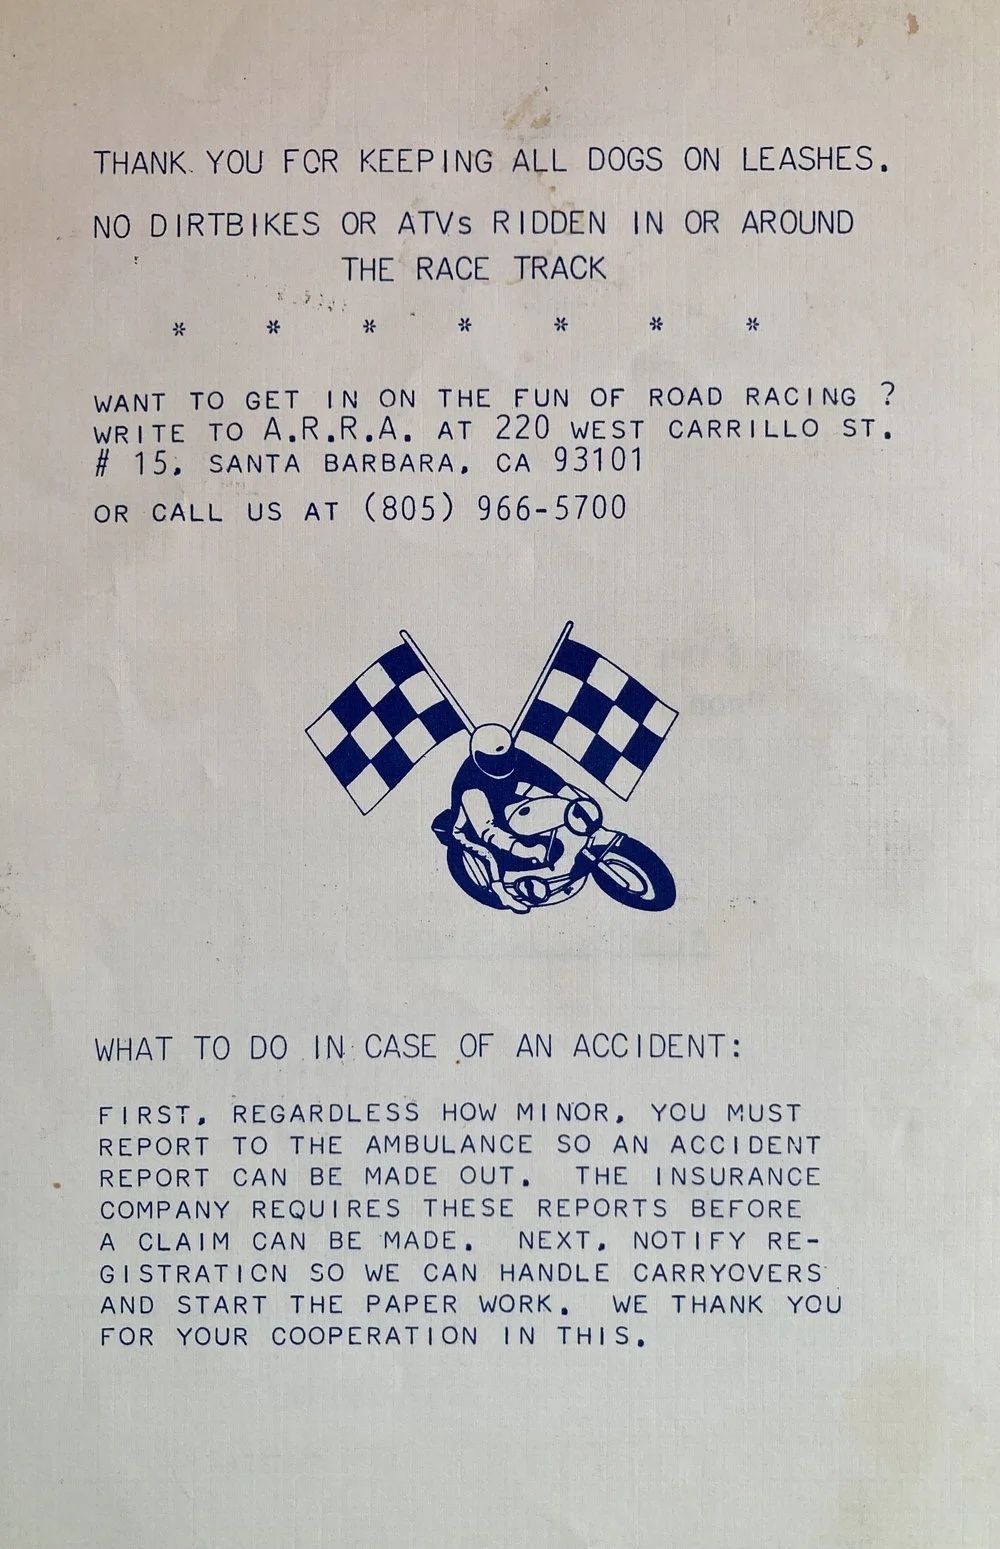 THANK YOU FOR KEEPING ALL DOGS ON LEASHES.
NO DIRTBIKES OR ATVs RIDDEN IN OR AROUND
THE RACE TRACK
* * * * * * *
WANT TO GET IN ON THE FUN OF ROAD RACING ?
WRITE TO A.R.R.A. AT 220 WEST CARRILLO ST.
# 15, SANTA BARBARA, CA 93101
OR CALL US AT (805) 966-5700
WHAT TO DO IN CASE OF AN ACCIDENT:
FIRST, REGARDLESS HOW MINOR, YOU MUST
REPORT TO THE AMBULANCE SO AN ACCIDENT
REPORT CAN BE MADE OUT. THE INSURANCE
COMPANY REQUIRES THESE REPORTS BEFORE
A CLAIM CAN BE MADE. NEXT, NOTIFY RE-
GISTRATION SO WE CAN HANDLE CARRYOVERS
AND START THE PAPER WORK. WE THANK YOU
FOR YOUR COOPERATION IN THIS.